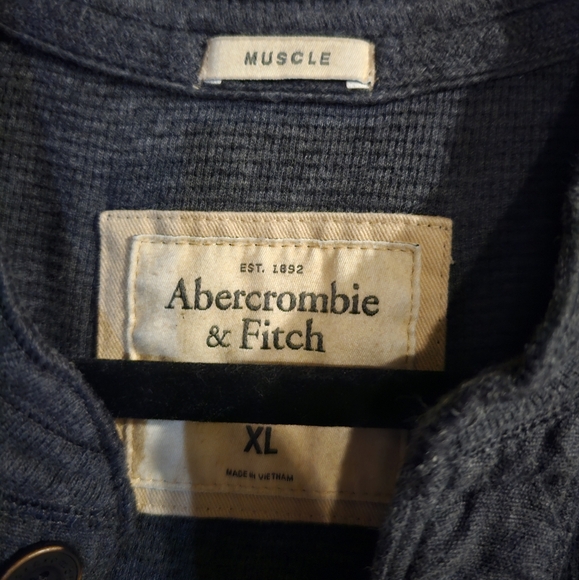 MUSCLE
EST. 1892
Abercrombie
& Fitch
XL
MADE IN VIETNAM